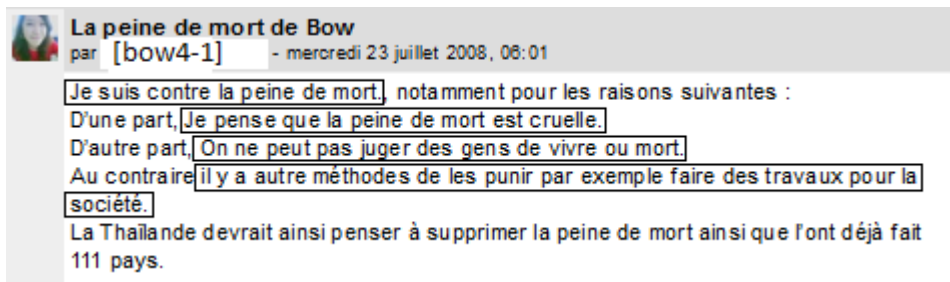 La peine de mort de Bow
par [bow4-1] - mercredi 23 juillet 2008, 06:01
Je suis contre la peine de mort., notamment pour les raisons suivantes :
D'une part, Je pense que la peine de mort est cruelle.
D'autre part, On ne peut pas juger des gens de vivre ou mort.
Au contraire il y a autre méthodes de les punir par exemple faire des travaux pour la
société.
La Thaïlande devrait ainsi penser à supprimer la peine de mort ainsi que l'ont déjà fait
111 pays.